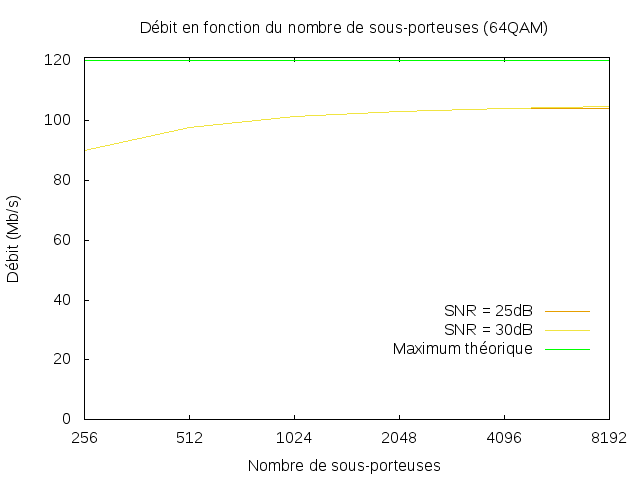 Débit en fonction du nombre de sous-porteuses (64QAM)
120
100
80
60
40
20
0
Débit (Mb/s)
SNR = 25dB
SNR = 30dB
Maximum théorique
256 512 1024 2048 4096 8192
Nombre de sous-porteuses